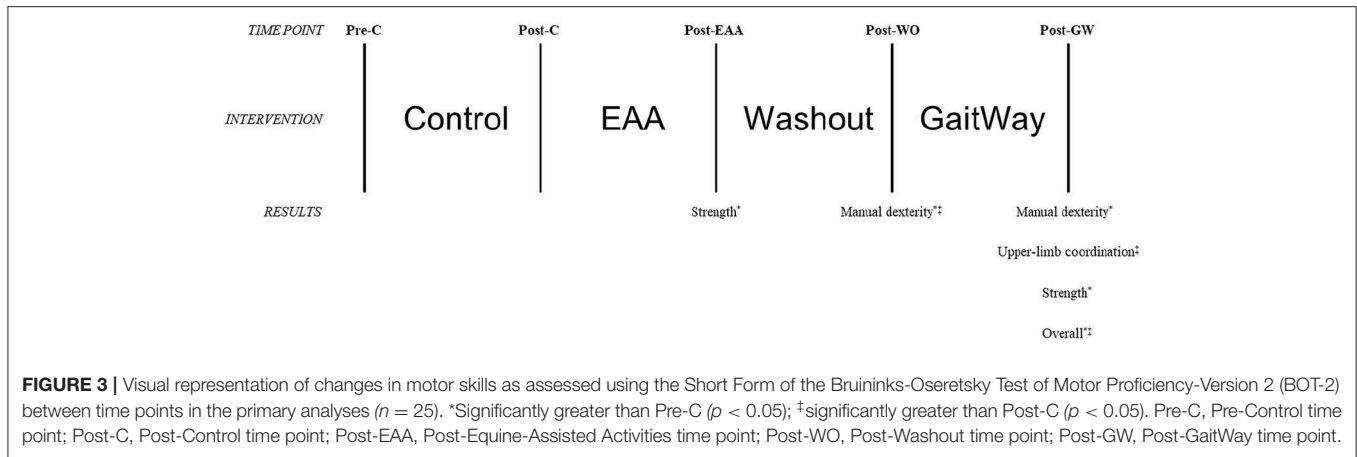 TIME POINT Pre-C Post-C Post-EAA Post-WO Post-GW
INTERVENTION Control EAA Washout GaitWay
RESULTS Strength* Manual dexterity*‡ Manual dexterity*
Upper-limb coordination‡
Strength*
Overall*‡
FIGURE 3 | Visual representation of changes in motor skills as assessed using the Short Form of the Bruininks-Oseretsky Test of Motor Proficiency-Version 2 (BOT-2)
between time points in the primary analyses (n = 25). *Significantly greater than Pre-C (p < 0.05); ‡significantly greater than Post-C (p < 0.05). Pre-C, Pre-Control time
point; Post-C, Post-Control time point; Post-EAA, Post-Equine-Assisted Activities time point; Post-WO, Post-Washout time point; Post-GW, Post-GaitWay time point.